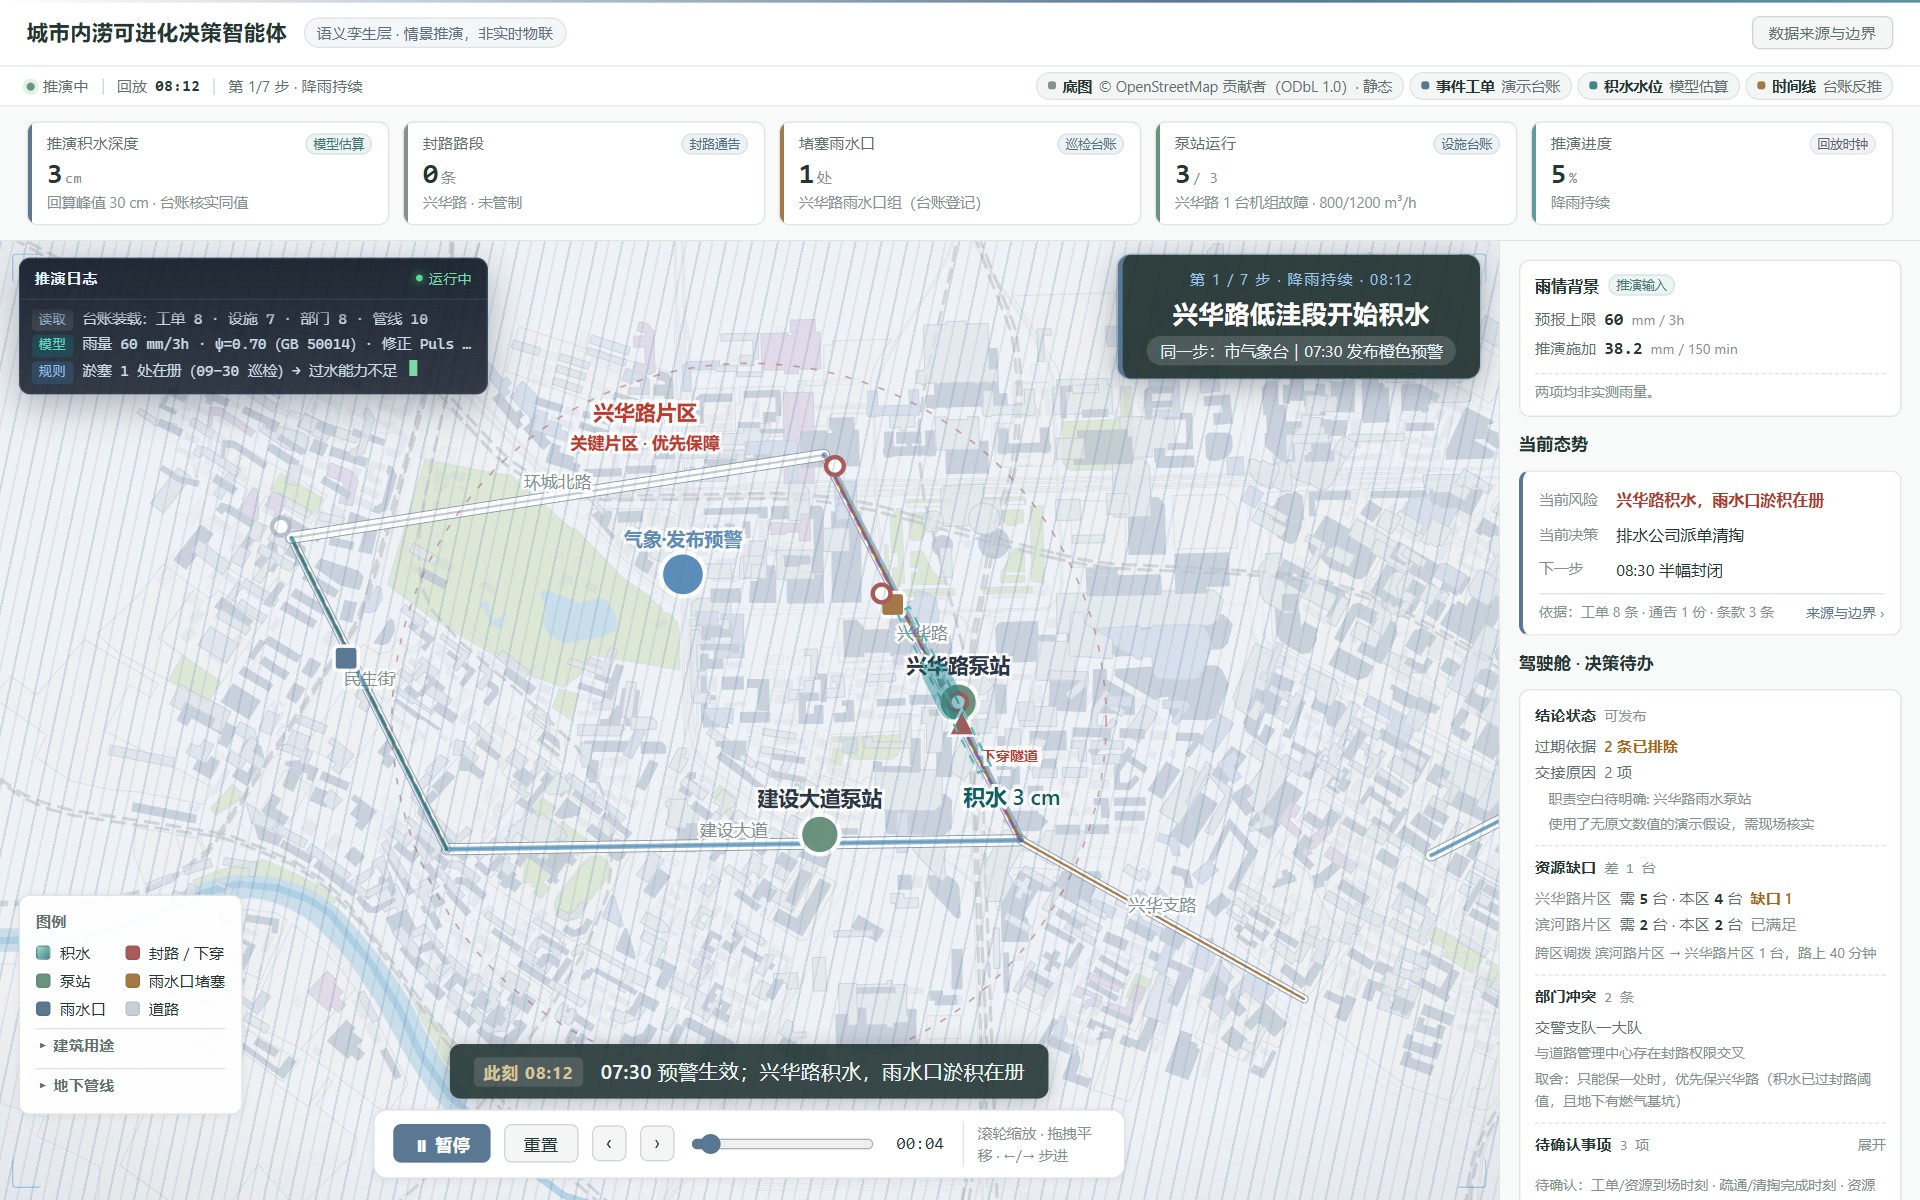 城市内涝可进化决策智能体
语义孪生层 · 情景推演，非实时物联
数据来源与边界
推演中
回放 08:12
第 1/7 步 · 降雨持续
底图 © OpenStreetMap 贡献者（ODbL 1.0）· 静态
事件工单 演示台账
积水水位 模型估算
时间线 台账反推
推演积水深度
模型估算
3 cm
回算峰值 30 cm · 台账核实同值
封路路段
封路通告
0 条
兴华路 · 未管制
堵塞雨水口
巡检台账
1 处
兴华路雨水口组（台账登记）
泵站运行
设施台账
3 / 3
兴华路 1 台机组故障 · 800/1200 m³/h
推演进度
回放时钟
5 %
降雨持续
推演日志
运行中
读取 台账装载：工单 8 · 设施 7 · 部门 8 · 管线 10
模型 雨量 60 mm/3h · ψ=0.70 (GB 50014) · 修正 Puls …
规则 淤塞 1 处在册 (09-30 巡检) → 过水能力不足
第 1 / 7 步 · 降雨持续 · 08:12
兴华路低洼段开始积水
同一步：市气象台 | 07:30 发布橙色预警
兴华路片区
关键片区 · 优先保障
环城北路
气象·发布预警
兴华路
兴华路泵站
民生街
下穿隧道
积水 3 cm
建设大道泵站
建设大道
兴华支路
图例
积水
封路 / 下穿
泵站
雨水口堵塞
雨水口
道路
▸ 建筑用途
▸ 地下管线
此刻 08:12
07:30 预警生效；兴华路积水，雨水口淤积在册
暂停
重置
‹
›
00:04
滚轮缩放 · 拖拽平
移 · ←/→ 步进
雨情背景
推演输入
预报上限 60 mm / 3h
推演施加 38.2 mm / 150 min
两项均非实测雨量。
当前态势
当前风险 兴华路积水，雨水口淤积在册
当前决策 排水公司派单清掏
下一步 08:30 半幅封闭
依据：工单 8 条 · 通告 1 份 · 条款 3 条
来源与边界 ›
驾驶舱 · 决策待办
结论状态 可发布
过期依据 2 条已排除
交接原因 2 项
职责空白待明确: 兴华路雨水泵站
使用了无原文数值的演示假设，需现场核实
资源缺口 差 1 台
兴华路片区 需 5 台 · 本区 4 台 缺口 1
滨河路片区 需 2 台 · 本区 2 台 已满足
跨区调拨 滨河路片区 → 兴华路片区 1 台，路上 40 分钟
部门冲突 2 条
交警支队一大队
与道路管理中心存在封路权限交叉
取舍：只能保一处时，优先保兴华路（积水已过封路阈
值，且地下有燃气基坑）
待确认事项 3 项
展开
待确认：工单/资源到场时刻 · 疏通/清掏完成时刻 · 资源